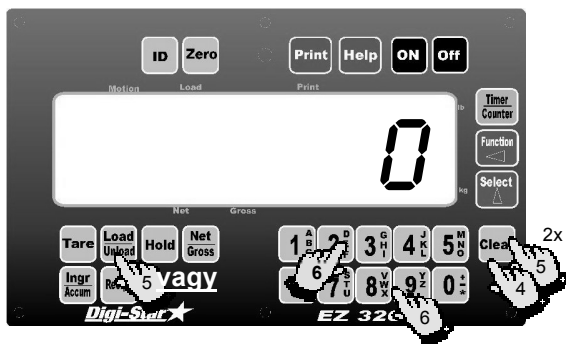 ID Zero Print Help ON Off
Motion Load Print
Timer
Counter
lb
0
Function
kg
Select
Net Gross
Tare Load
Unload Hold Net
Gross
1 A B 2 D 3 G H I 4 J K L 5 M N O Clear 2x
5
4
Ingr
Accum 5 vagy
6
7 S T U 8 V W X 9 Y Z 0 ± 
6
Digi-Star EZ 320